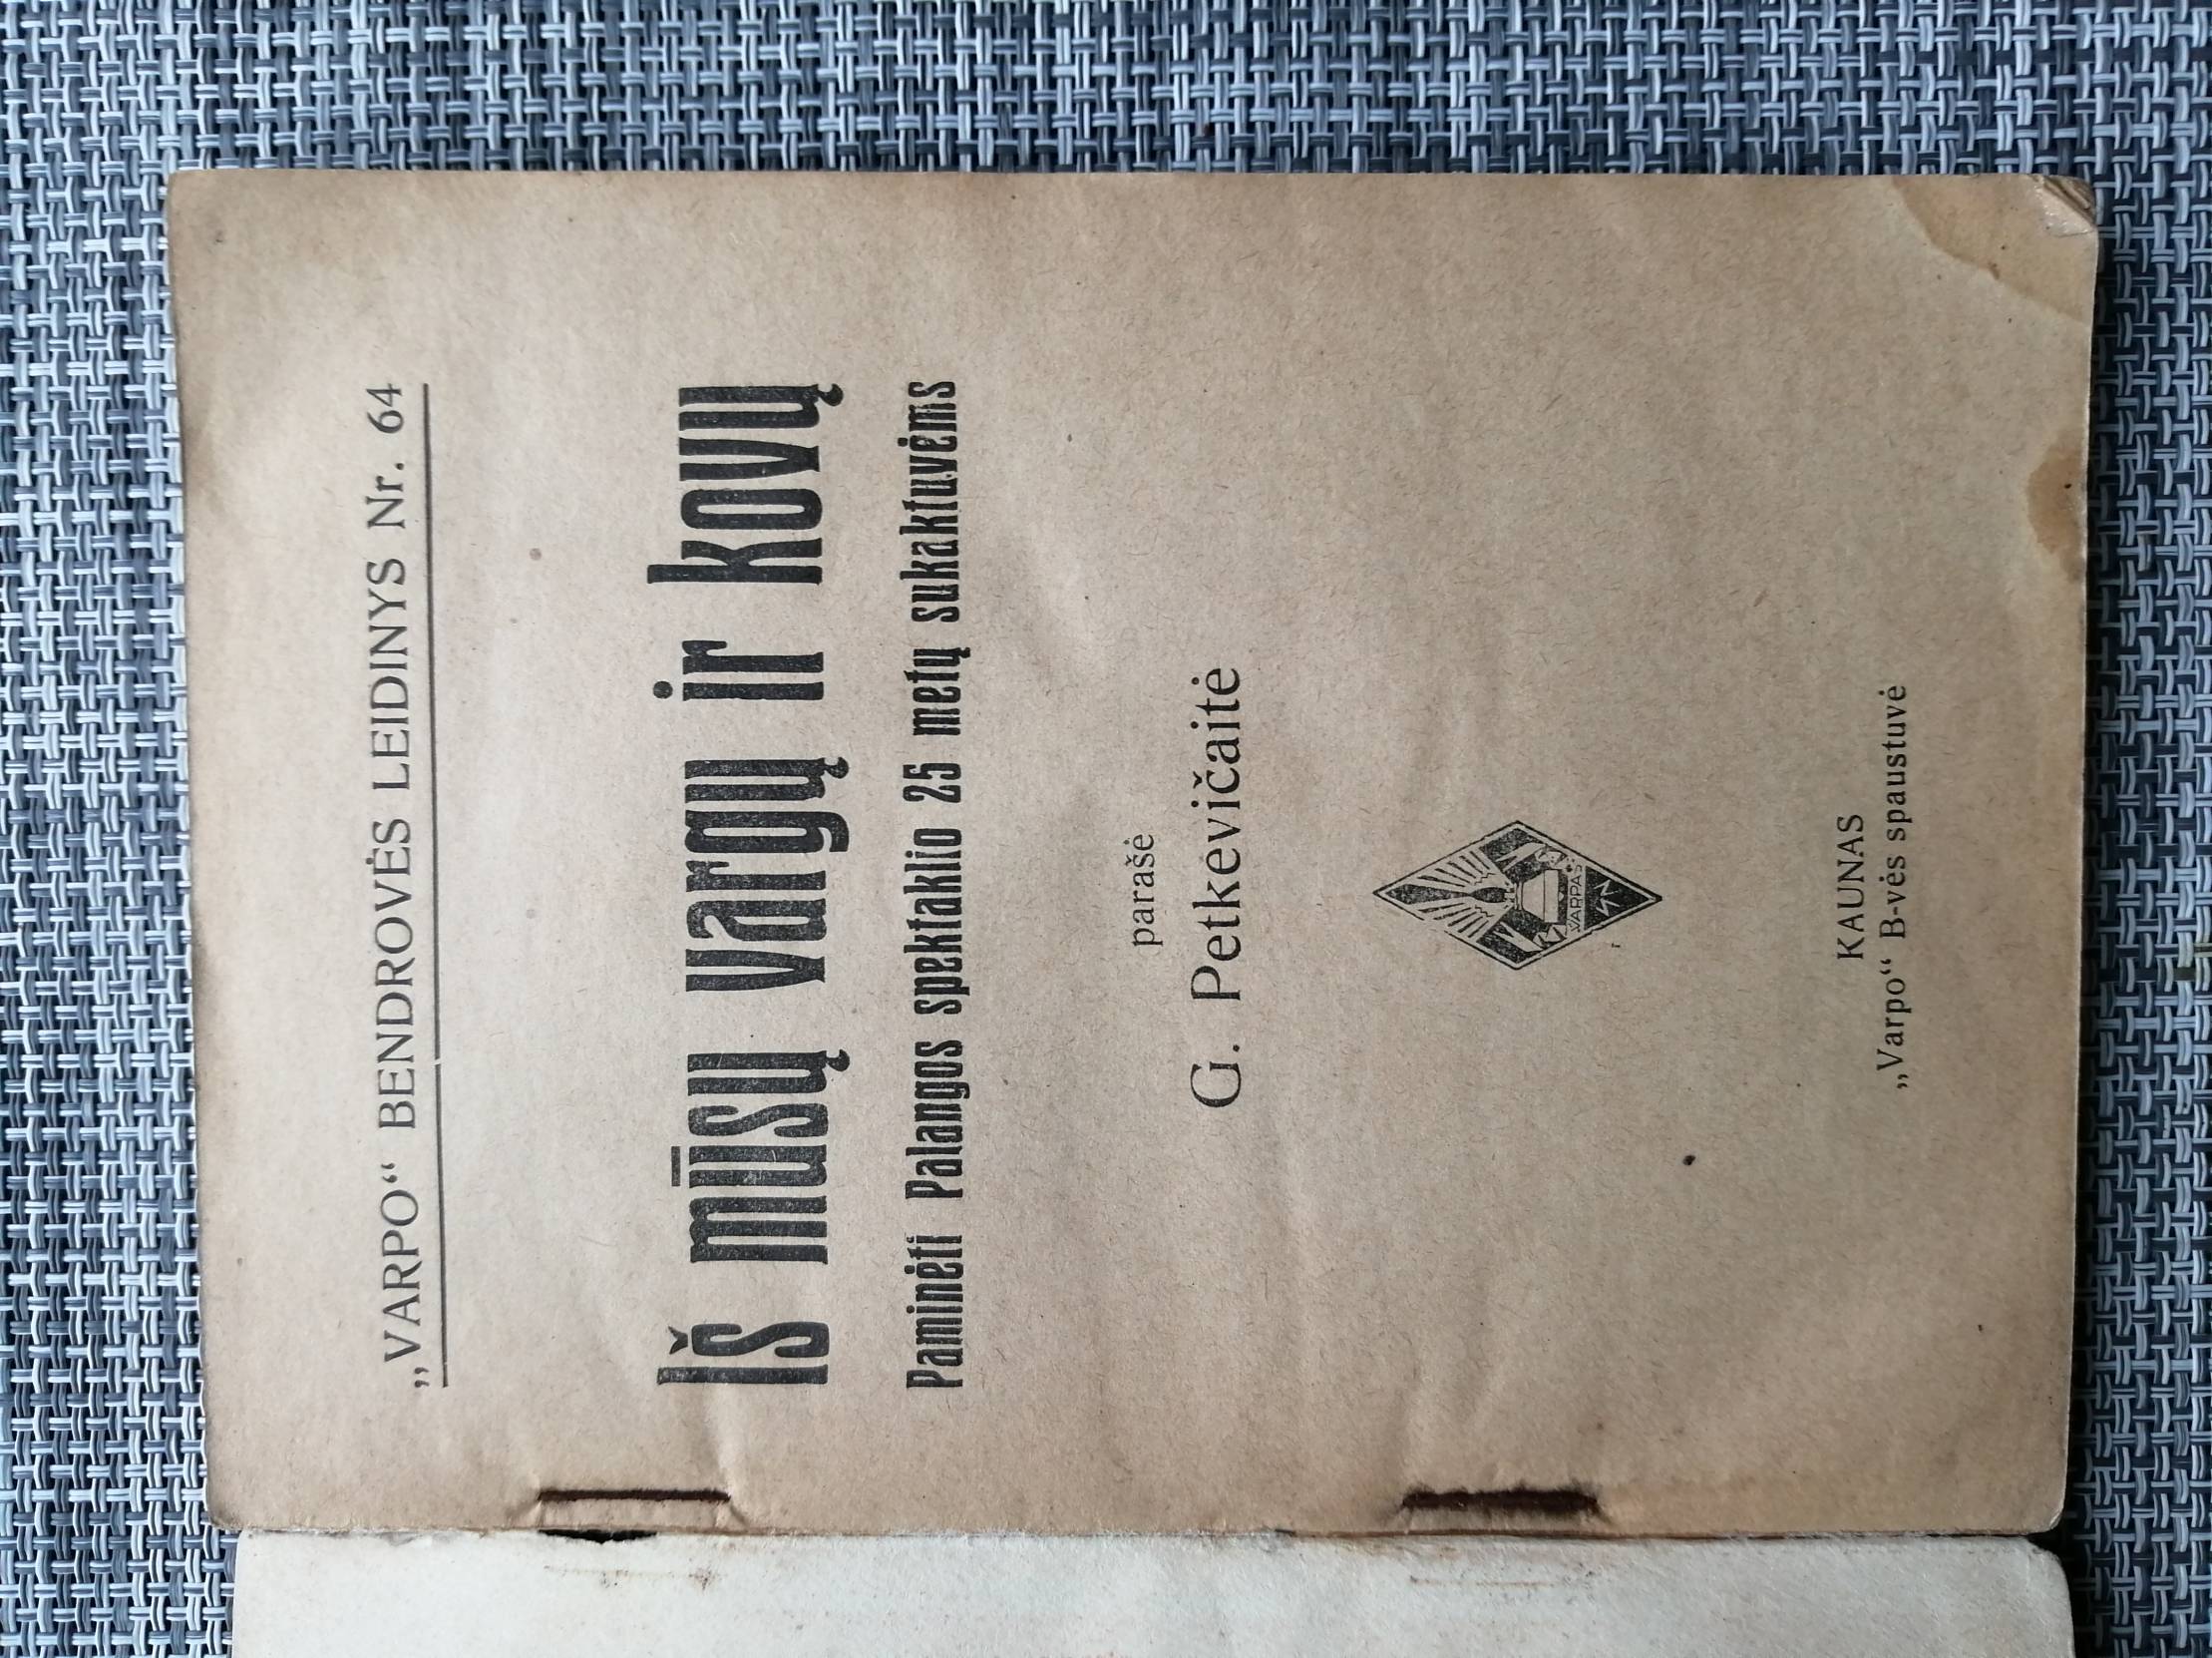 „VARPO“ BENDROVĖS LEIDINYS Nr. 64
Iš mūsų vargų ir kovų
Paminėti Palangos spektaklio 25 metų sukaktuvėms
parašė
G. Petkevičaitė
VARPAS
KAUNAS
„Varpo“ B-vės spaustuvė